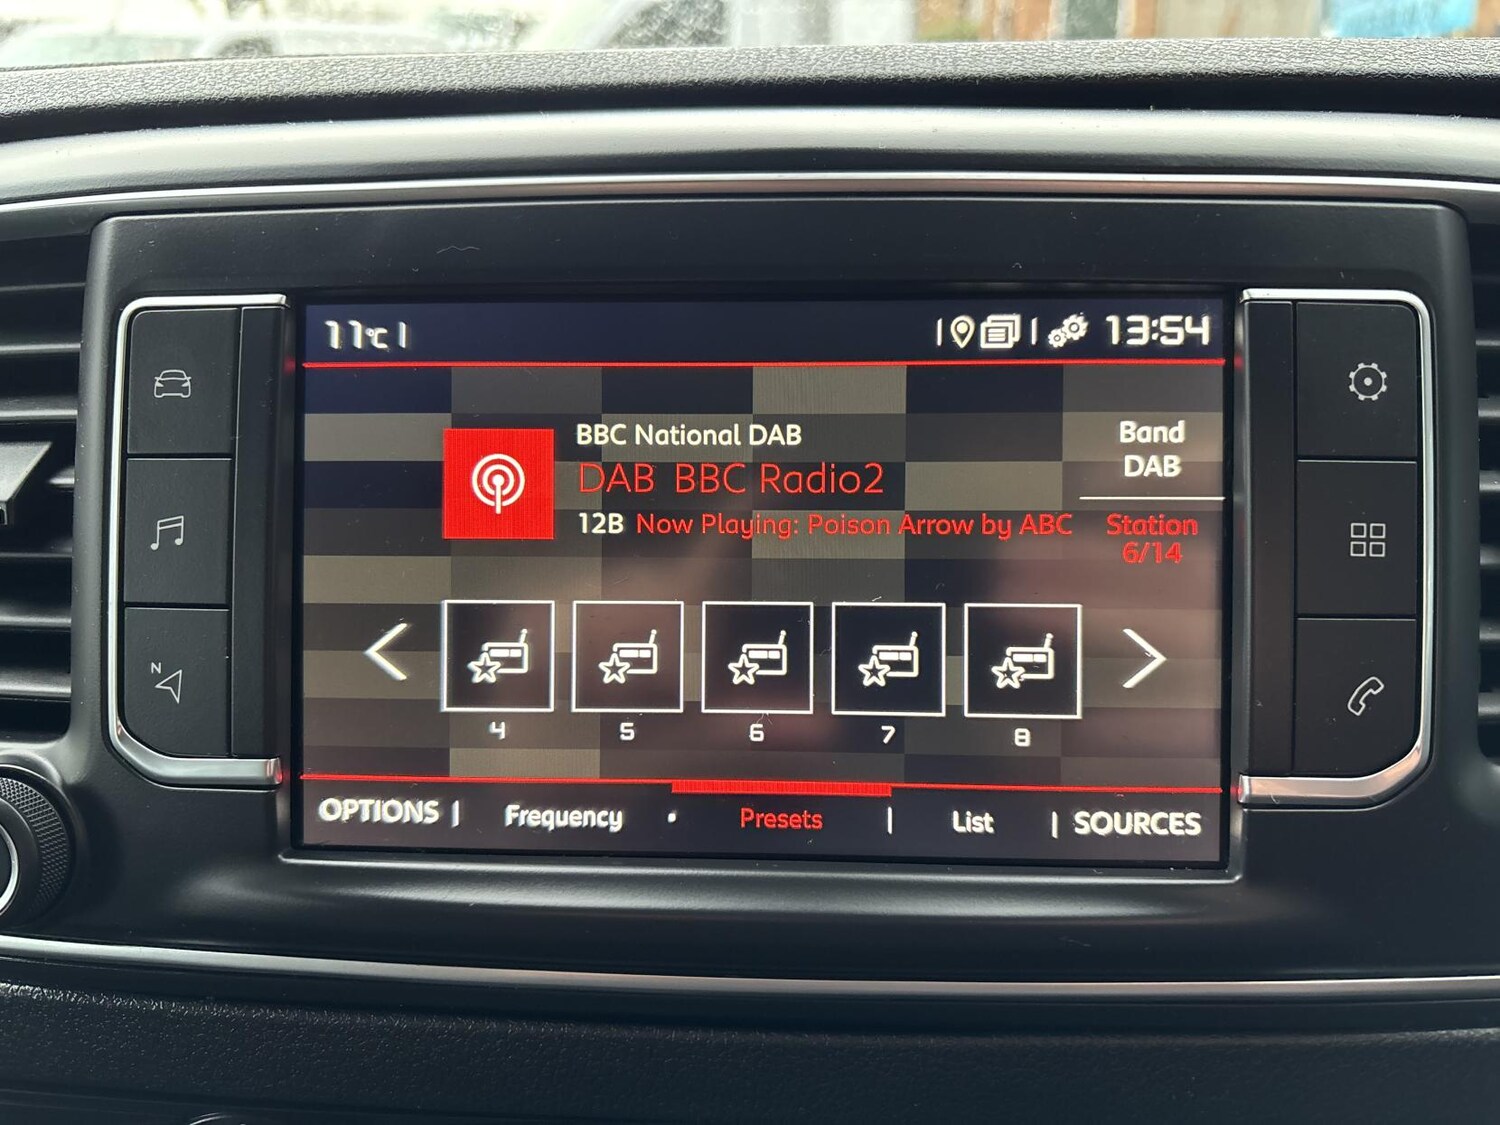 11°C
13:54
BBC National DAB
DAB BBC Radio2
12B Now Playing: Poison Arrow by ABC
Band
DAB
Station
6/14
N
4 5 6 7 8
OPTIONS | Frequency • Presets | List | SOURCES